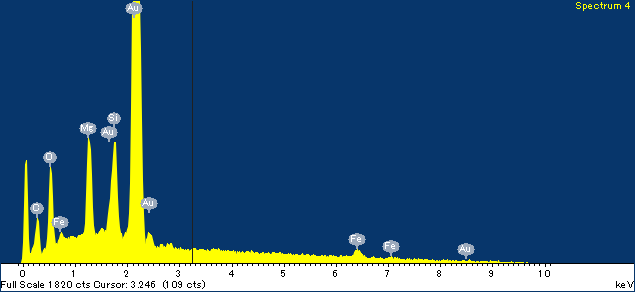 Spectrum 4
Au
Si
Mg
Au
O
Au
C
Fe
Fe
Fe
Au
0 1 2 3 4 5 6 7 8 9 10
Full Scale 1820 cts Cursor: 3.246 (109 cts)
keV